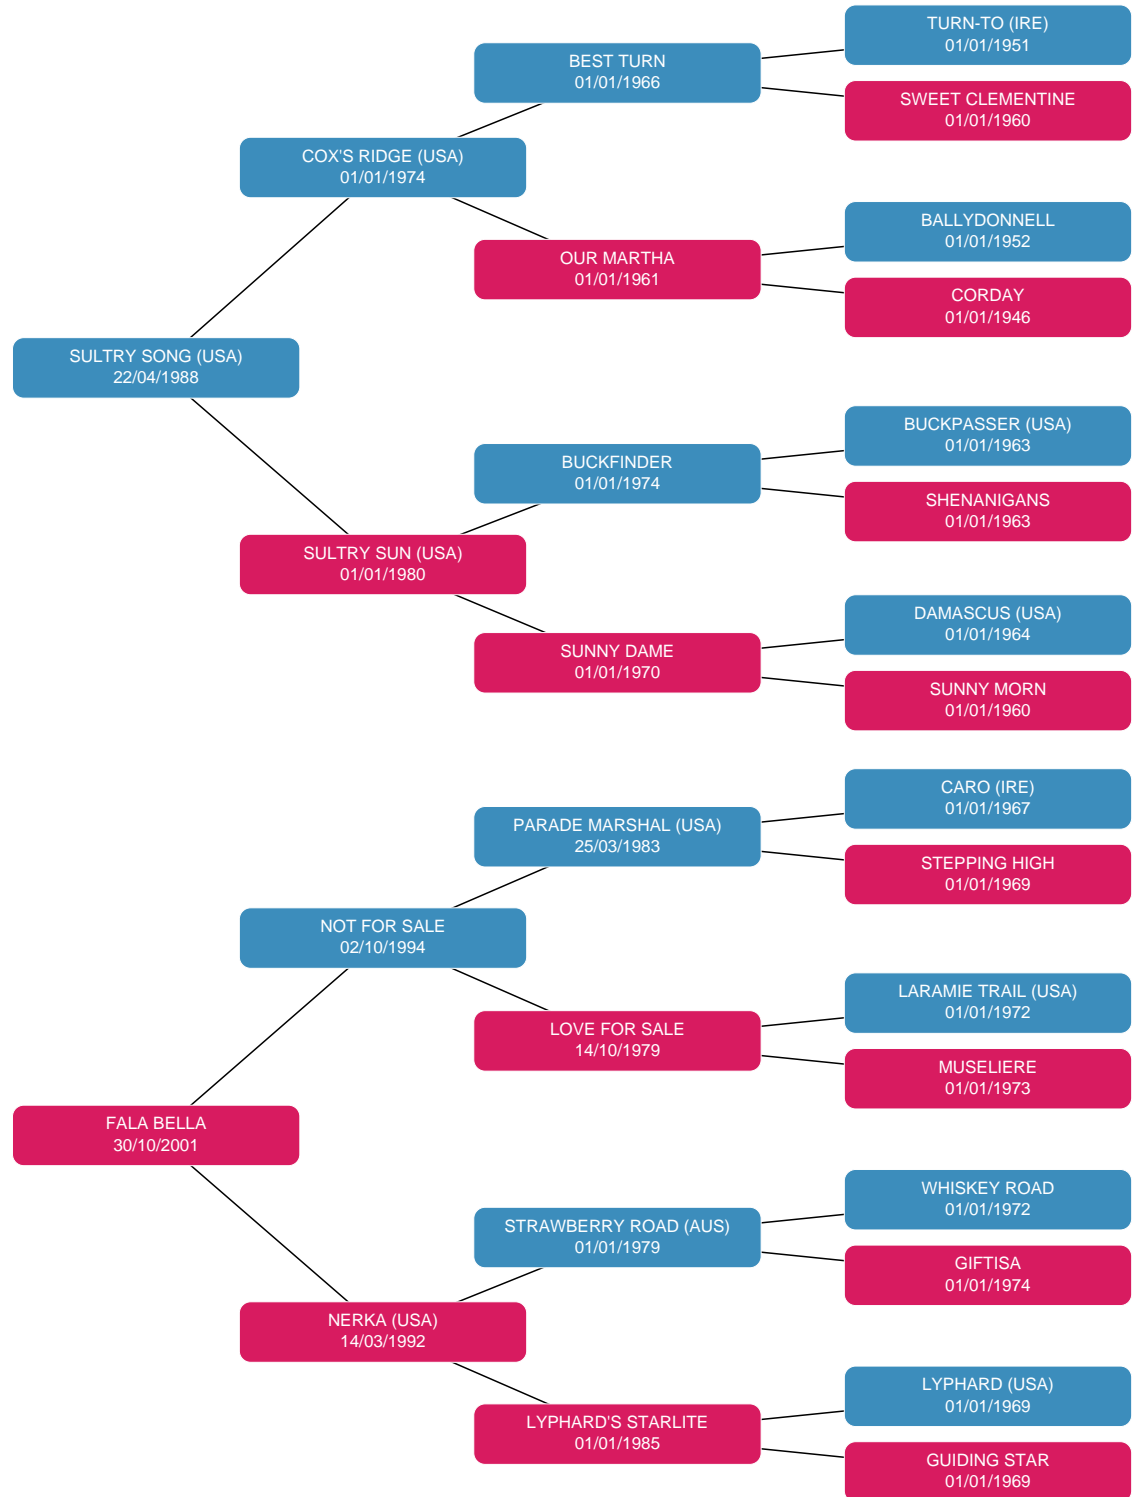 TURN-TO (IRE)
01/01/1951
BEST TURN
01/01/1966
SWEET CLEMENTINE
01/01/1960
COX'S RIDGE (USA)
01/01/1974
BALLYDONNELL
01/01/1952
OUR MARTHA
01/01/1961
CORDAY
01/01/1946
SULTRY SONG (USA)
22/04/1988
BUCKPASSER (USA)
01/01/1963
BUCKFINDER
01/01/1974
SHENANIGANS
01/01/1963
SULTRY SUN (USA)
01/01/1980
DAMASCUS (USA)
01/01/1964
SUNNY DAME
01/01/1970
SUNNY MORN
01/01/1960
CARO (IRE)
01/01/1967
PARADE MARSHAL (USA)
25/03/1983
STEPPING HIGH
01/01/1969
NOT FOR SALE
02/10/1994
LARAMIE TRAIL (USA)
01/01/1972
LOVE FOR SALE
14/10/1979
MUSELIERE
01/01/1973
FALA BELLA
30/10/2001
WHISKEY ROAD
01/01/1972
STRAWBERRY ROAD (AUS)
01/01/1979
GIFTISA
01/01/1974
NERKA (USA)
14/03/1992
LYPHARD (USA)
01/01/1969
LYPHARD'S STARLITE
01/01/1985
GUIDING STAR
01/01/1969